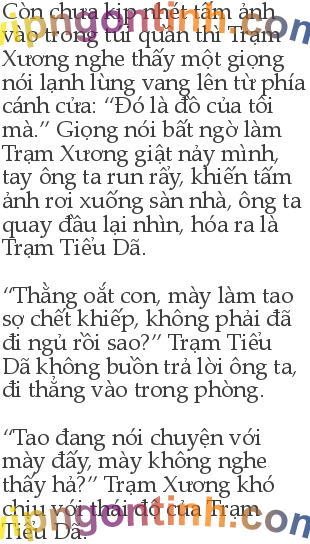 Còn chưa kịp nhét tấm ảnh
vào trong túi quần thì Trạm
Xương nghe thấy một giọng
nói lạnh lùng vang lên từ phía
cánh cửa: “Đó là đồ của tôi
mà.” Giọng nói bất ngờ làm
Trạm Xương giật nảy mình,
tay ông ta run rẩy, khiến tấm
ảnh rơi xuống sàn nhà, ông ta
quay đầu lại nhìn, hóa ra là
Trạm Tiểu Dã.
“Thằng oắt con, mày làm tao
sợ chết khiếp, không phải đã
đi ngủ rồi sao?” Trạm Tiểu
Dã không buồn trả lời ông ta,
đi thẳng vào trong phòng.
“Tao đang nói chuyện với
mày đấy, mày không nghe
thấy hả?” Trạm Xương khó
chịu với thái độ của Trạm
Tiểu Dã.